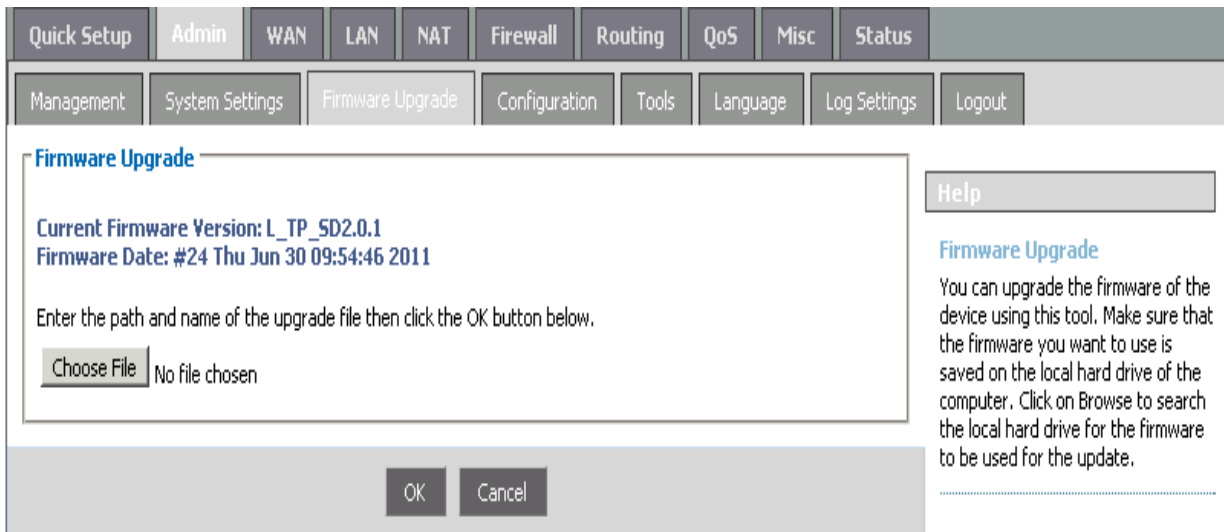 Quick Setup Admin WAN LAN NAT Firewall Routing QoS Misc Status
Management System Settings Firmware Upgrade Configuration Tools Language Log Settings Logout
Firmware Upgrade
Current Firmware Version: L_TP_SD2.0.1
Firmware Date: #24 Thu Jun 30 09:54:46 2011
Enter the path and name of the upgrade file then click the OK button below.
Choose File No file chosen
OK Cancel
Help
Firmware Upgrade
You can upgrade the firmware of the
device using this tool. Make sure that
the firmware you want to use is
saved on the local hard drive of the
computer. Click on Browse to search
the local hard drive for the firmware
to be used for the update.